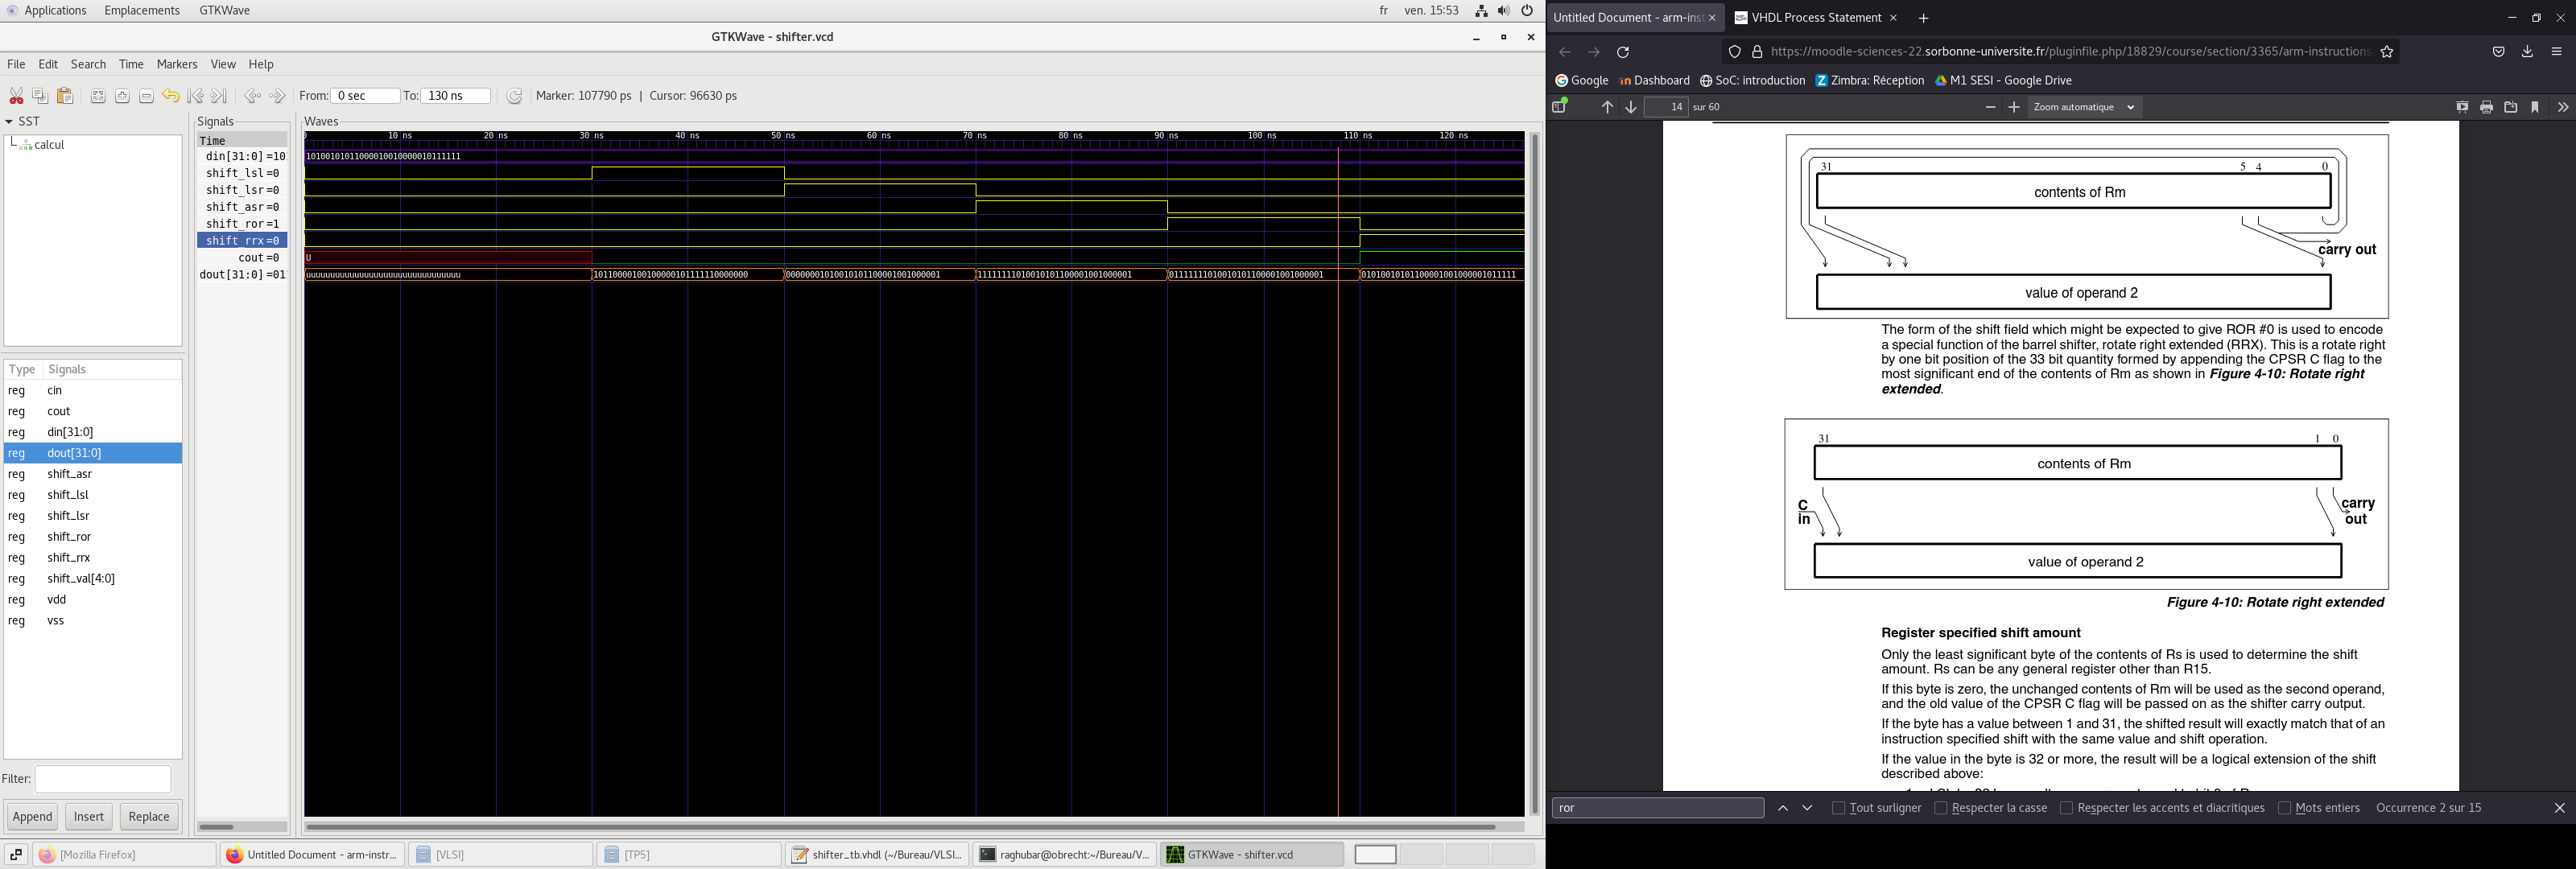 Applications Emplacements GTKWave fr ven. 15:53
GTKWave - shifter.vcd
File Edit Search Time Markers View Help
From: 0 sec To: 130 ns Marker: 107790 ps | Cursor: 96630 ps
SST
calcul
Type Signals
reg cin
reg cout
reg din[31:0]
reg dout[31:0]
reg shift_asr
reg shift_lsl
reg shift_lsr
reg shift_ror
reg shift_rrx
reg shift_val[4:0]
reg vdd
reg vss
Filter:
Append Insert Replace
Signals
Time
din[31:0]=10
shift_lsl=0
shift_lsr=0
shift_asr=0
shift_ror=1
shift_rrx=0
cout=0
dout[31:0]=01
Waves
10 ns 20 ns 30 ns 40 ns 50 ns 60 ns 70 ns 80 ns 90 ns 100 ns 110 ns 120 ns
U
[Mozilla Firefox] Untitled Document - arm-instr... [VLSI] [TP5] shifter_tb.vhdl (~/Bureau/VLSI... raghubar@obrecht:~/Bureau/V... GTKWave - shifter.vcd
Untitled Document - arm-inst VHDL Process Statement
https://moodle-sciences-22.sorbonne-universite.fr/pluginfile.php/18829/course/section/3365/arm-instructions
Google Dashboard SoC: introduction Zimbra: Réception M1 SESI - Google Drive
14 sur 60 Zoom automatique
31 5 4 0
contents of Rm
carry out
value of operand 2
The form of the shift field which might be expected to give ROR #0 is used to encode
a special function of the barrel shifter, rotate right extended (RRX). This is a rotate right
by one bit position of the 33 bit quantity formed by appending the CPSR C flag to the
most significant end of the contents of Rm as shown in Figure 4-10: Rotate right
extended.
31 1 0
contents of Rm
C
in
carry
out
value of operand 2
Figure 4-10: Rotate right extended
Register specified shift amount
Only the least significant byte of the contents of Rs is used to determine the shift
amount. Rs can be any general register other than R15.
If this byte is zero, the unchanged contents of Rm will be used as the second operand,
and the old value of the CPSR C flag will be passed on as the shifter carry output.
If the byte has a value between 1 and 31, the shifted result will exactly match that of an
instruction specified shift with the same value and shift operation.
If the value in the byte is 32 or more, the result will be a logical extension of the shift
described above:
ror Tout surligner Respecter la casse Respecter les accents et diacritiques Mots entiers Occurrence 2 sur 15